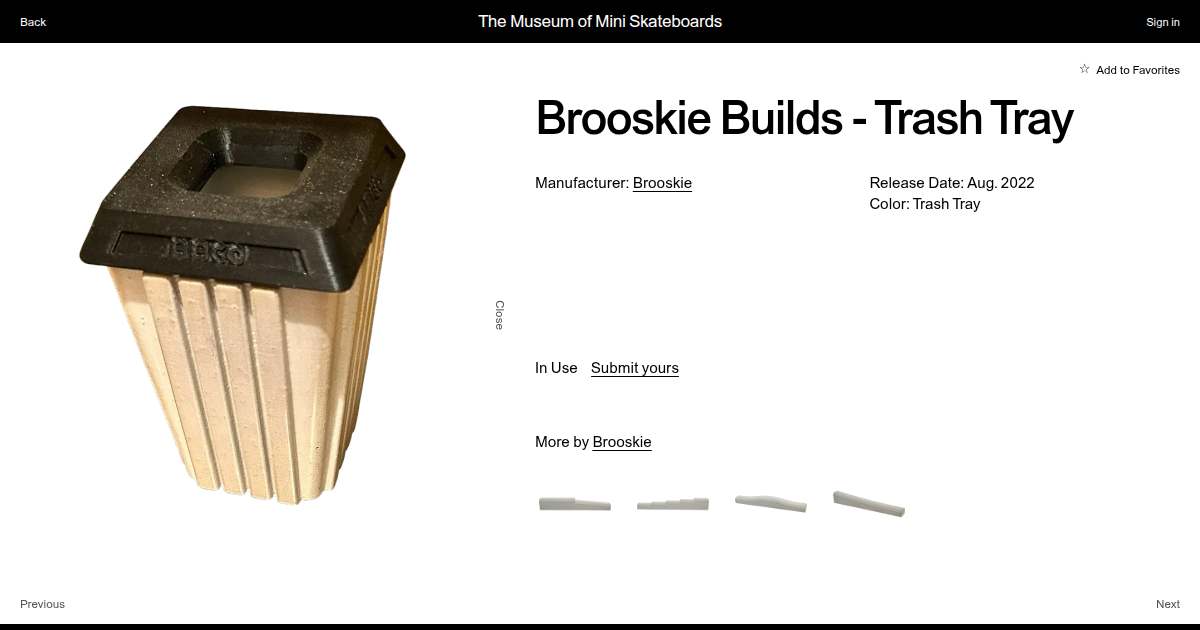 Back
The Museum of Mini Skateboards
Sign in
☆ Add to Favorites
Brooskie Builds - Trash Tray
Manufacturer: Brooskie
Release Date: Aug. 2022
Color: Trash Tray
Close
In Use Submit yours
More by Brooskie
Previous
Next